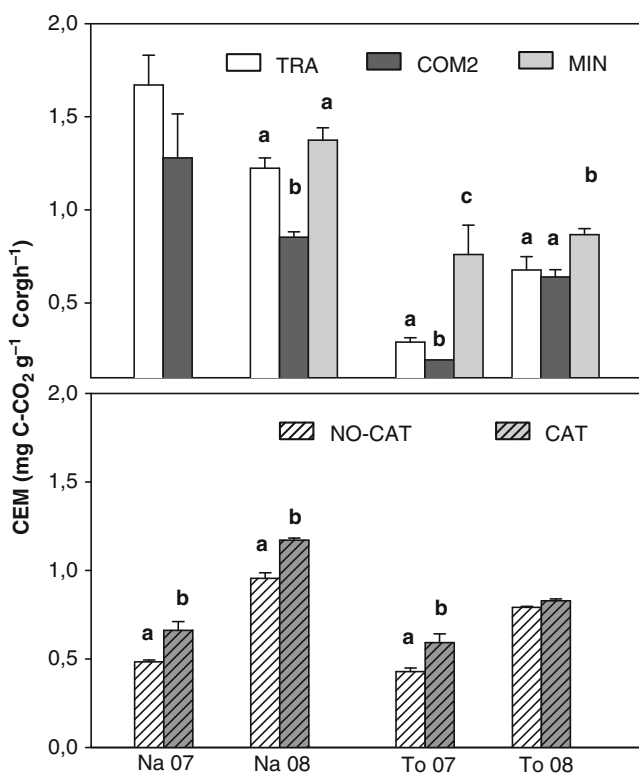 2,0
TRA COM2 MIN
1,5
a b a
1,0
c
b
a a
0,5
a b
CEM (mg C-CO₂ g⁻¹ Corgh⁻¹)
2,0
NO-CAT CAT
1,5
b
a
1,0
b
a
b
a
0,5
0,0
Na 07 Na 08 To 07 To 08